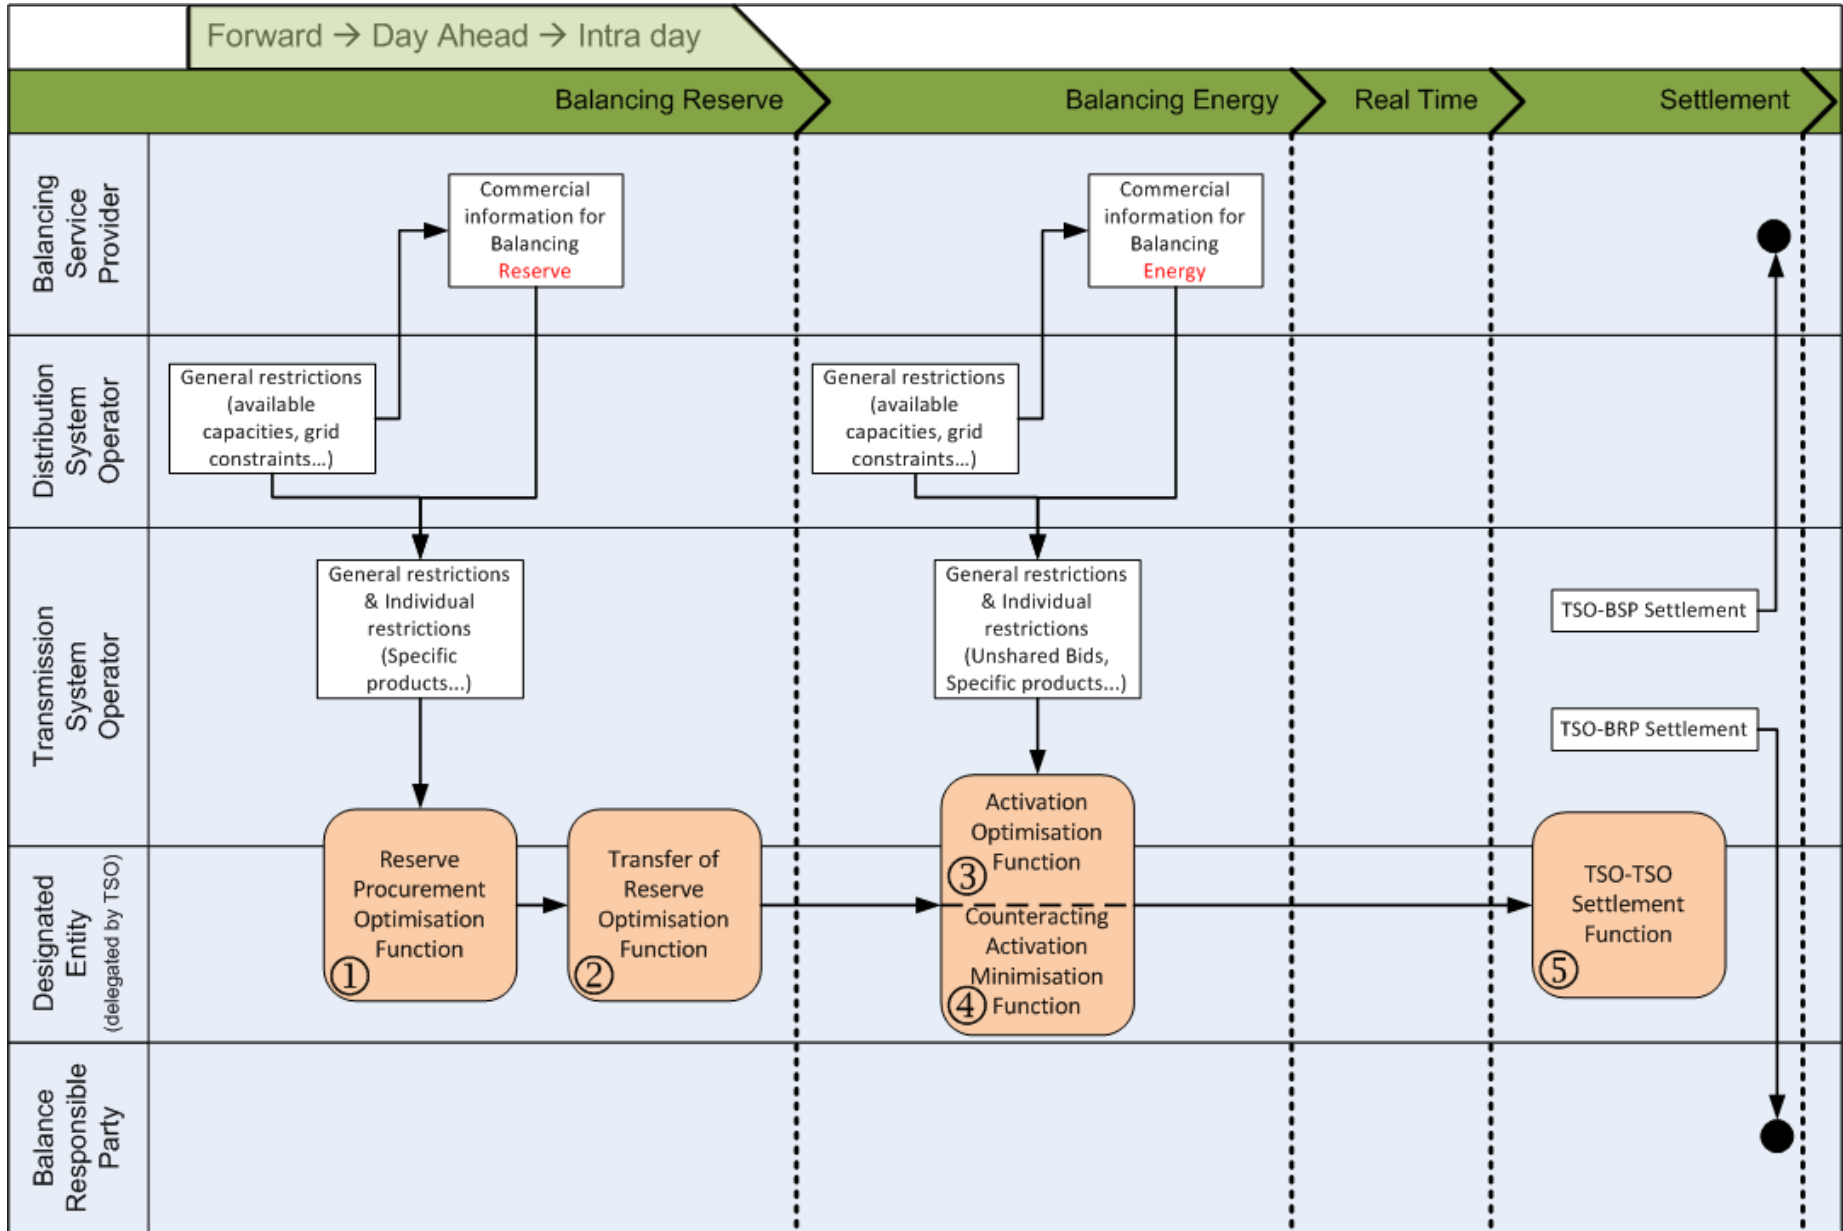 Forward → Day Ahead → Intra day
Balancing Reserve
Balancing Energy
Real Time
Settlement
Balancing
Service
Provider
Commercial
information for
Balancing
Reserve
Commercial
information for
Balancing
Energy
Distribution
System
Operator
General restrictions
(available
capacities, grid
constraints...)
General restrictions
(available
capacities, grid
constraints...)
Transmission
System
Operator
General restrictions
& Individual
restrictions
(Specific
products...)
General restrictions
& Individual
restrictions
(Unshared Bids,
Specific products...)
TSO-BSP Settlement
TSO-BRP Settlement
Designated
Entity
(delegated by TSO)
Reserve
Procurement
Optimisation
Function
①
Transfer of
Reserve
Optimisation
Function
②
Activation
Optimisation
Function
③
Counteracting
Activation
Minimisation
Function
④
TSO-TSO
Settlement
Function
⑤
Balance
Responsible
Party